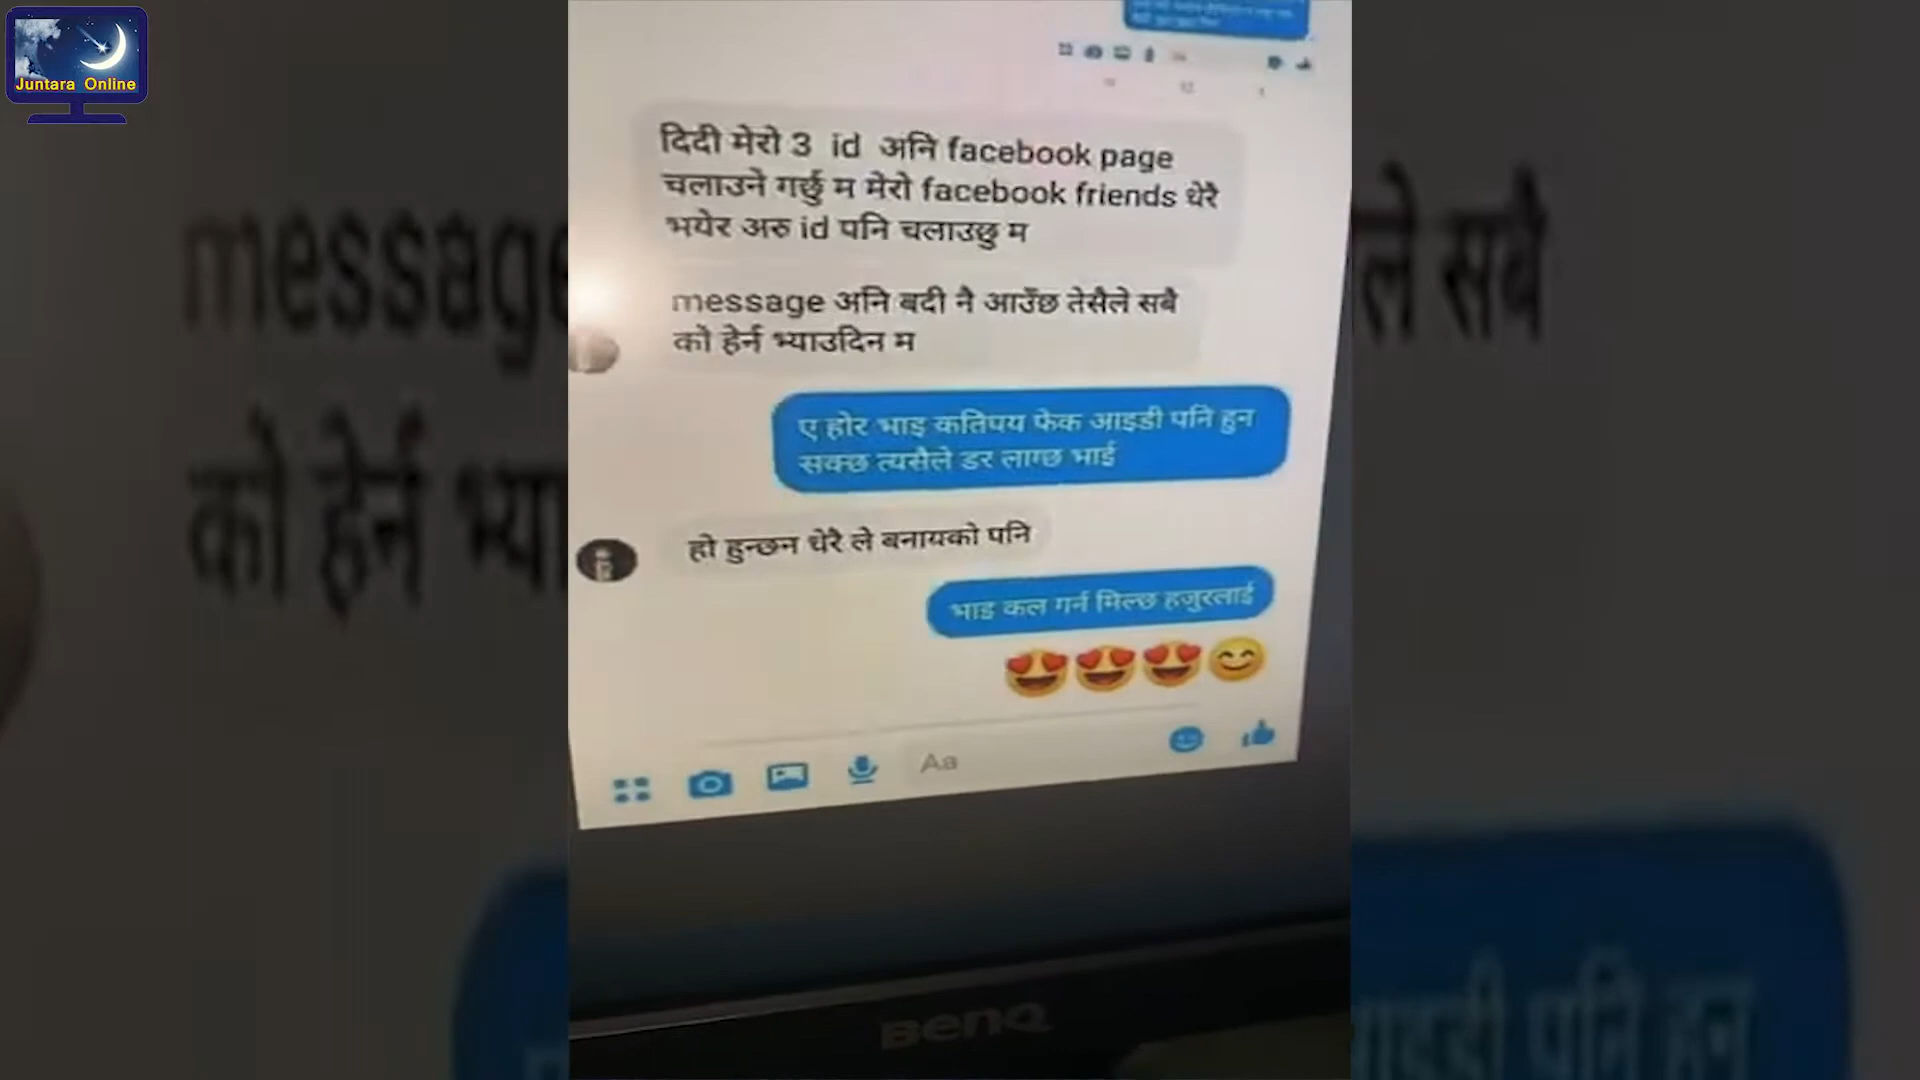 Juntara Online
दिदी मेरो 3 id अनि facebook page
चलाउने गर्छु म मेरो facebook friends धेरै
भयेर अरु id पनि चलाउछु म
message अनि बदी नै आउँछ तेसैले सबै
को हेर्न भ्याउदिन म
ए होर भाइ कतिपय फेक आइडी पनि हुन
सक्छ त्यसैले डर लाग्छ भाई
हो हुन्छन धेरै ले बनायको पनि
भाइ कल गर्न मिल्छ हजुरलाई
Aa
BenQ
message
ले सबै
को हेर्न भ्या